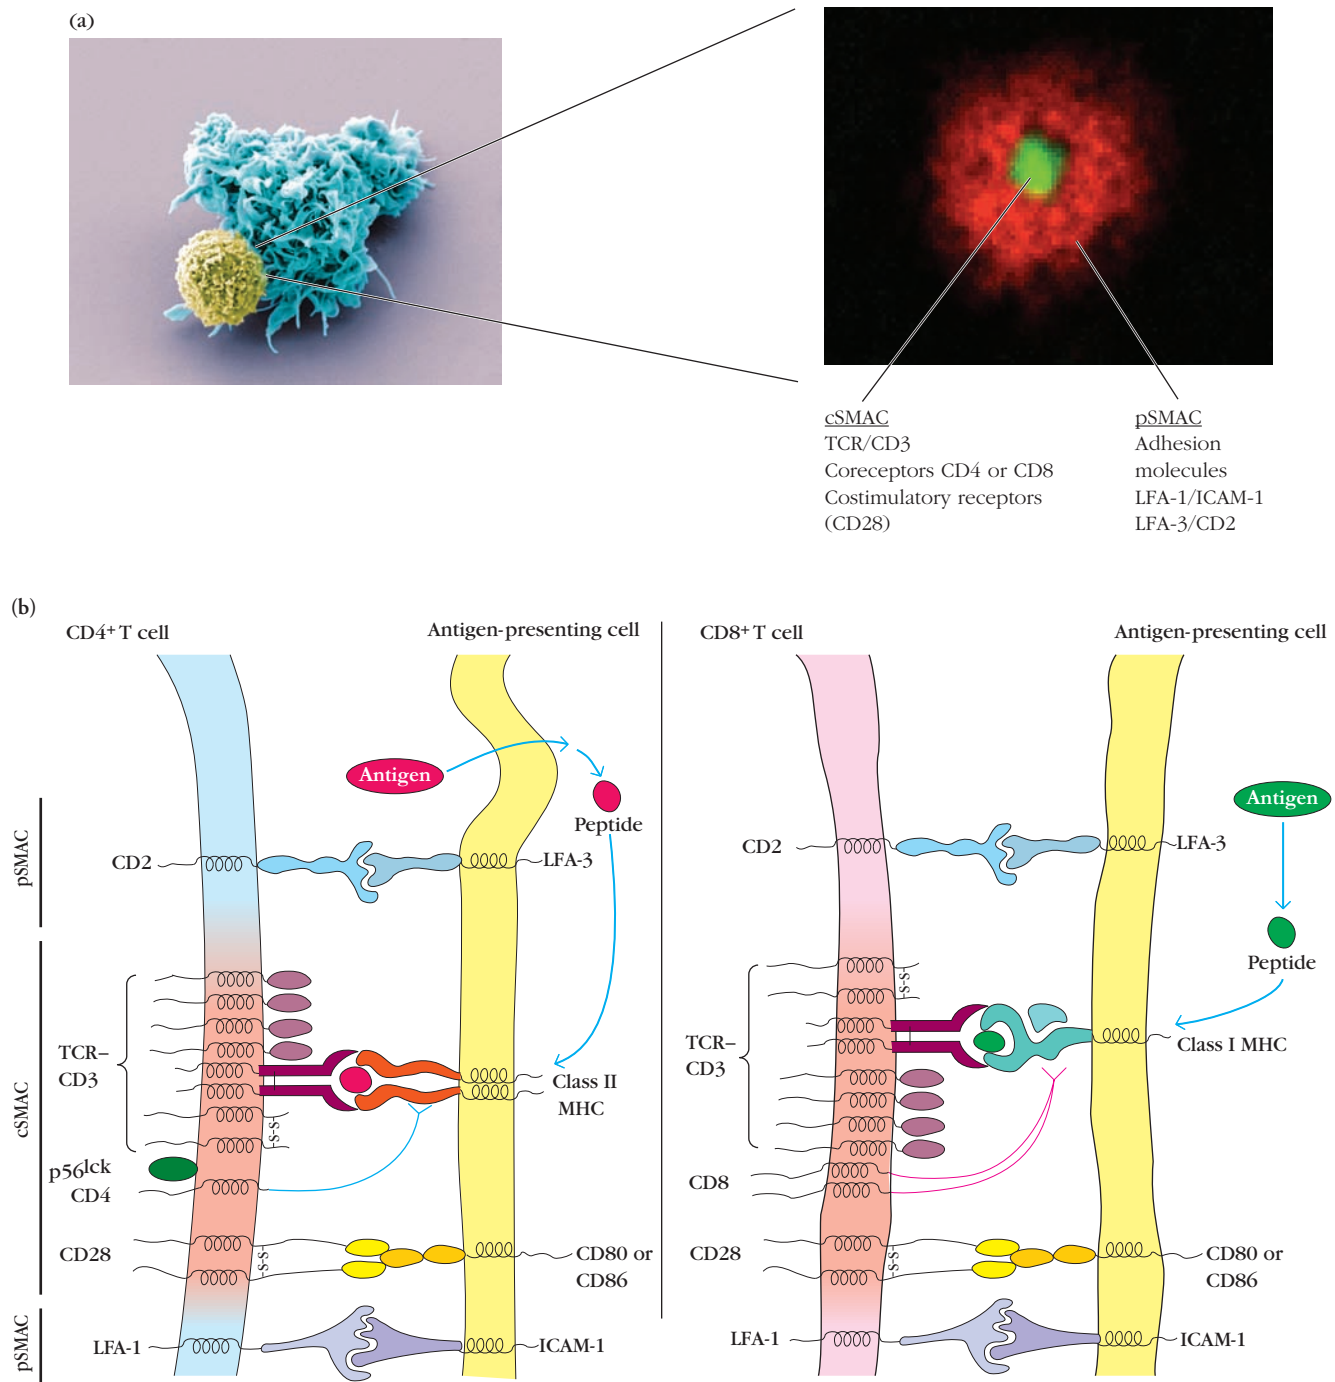 (a)
cSMAC
TCR/CD3
Coreceptors CD4 or CD8
Costimulatory receptors
(CD28)
pSMAC
Adhesion
molecules
LFA-1/ICAM-1
LFA-3/CD2
(b)
CD4+ T cell
Antigen-presenting cell
Antigen
Peptide
pSMAC
CD2
LFA-3
cSMAC
TCR–
CD3
Class II
MHC
-s-s-
p56lck
CD4
CD28
-s-s-
CD80 or
CD86
pSMAC
LFA-1
ICAM-1
CD8+ T cell
Antigen-presenting cell
Antigen
CD2
LFA-3
Peptide
-s-s-
TCR–
CD3
Class I MHC
CD8
CD28
-s-s-
CD80 or
CD86
LFA-1
ICAM-1